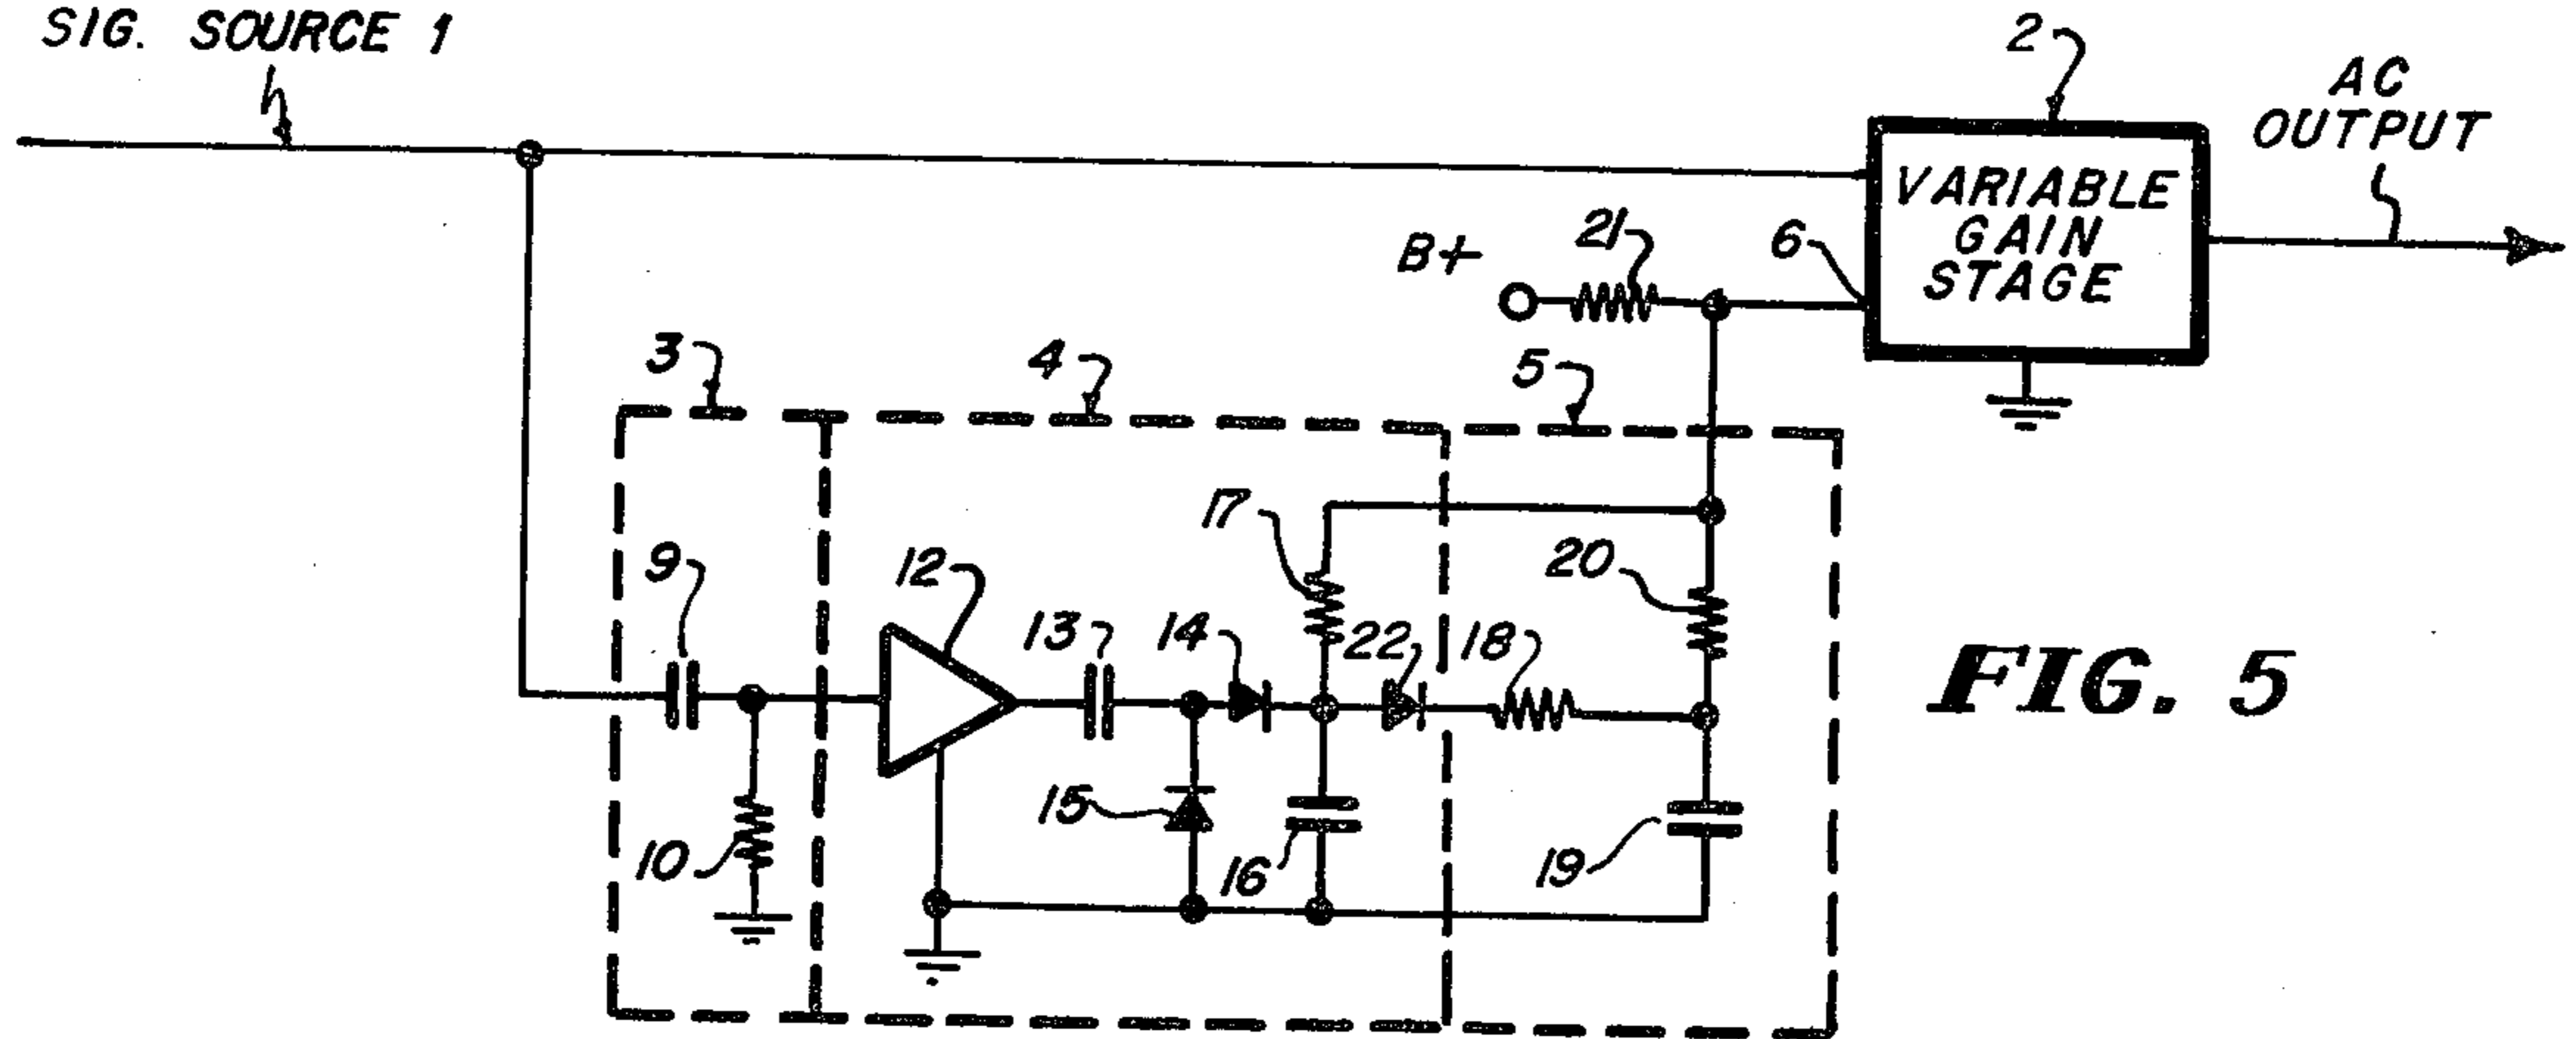 SIG. SOURCE 1
2
AC
OUTPUT
VARIABLE
GAIN
STAGE
B+
21
6
3
4
5
17
9
12
20
13
14
22
18
FIG. 5
15
10
16
19